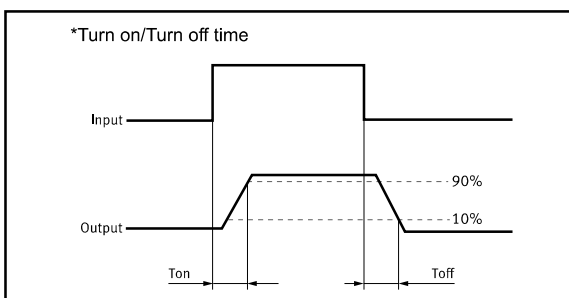 *Turn on/Turn off time
Input
90%
10%
Output
Ton
Toff